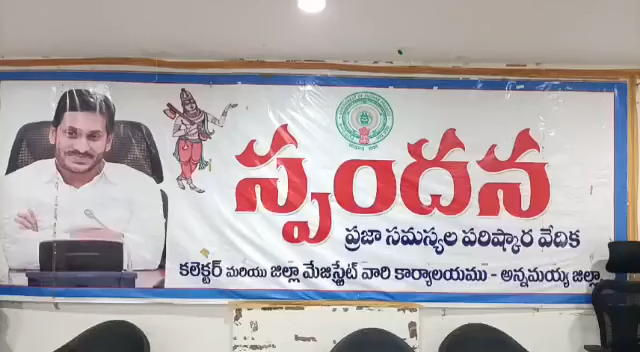 స్పందన
ప్రజా సమస్యల పరిష్కార వేదిక
కలెక్టర్ మరియు జిల్లా మేజిస్ట్రేట్ వారి కార్యాలయము - అన్నమయ్య జిల్లా